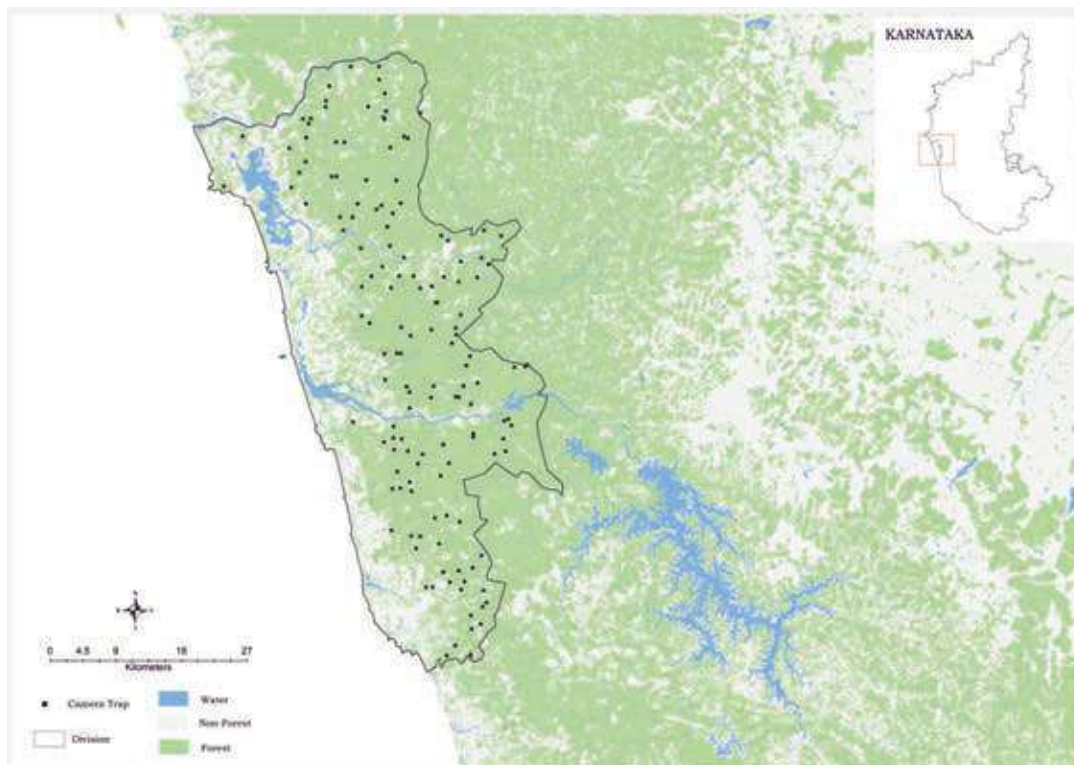 KARNATAKA
0 4.5 9 18 27
Kilometers
Camera Trap
Division
Water
Non-Forest
Forest